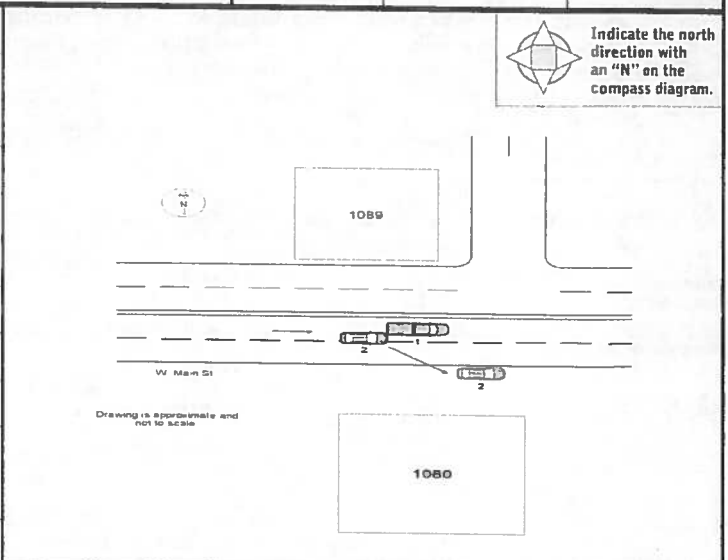 Indicate the north
direction with
an "N" on the
compass diagram.
1089
N
2
1
2
W. Main St
Drawing is approximate and
not to scale
1080